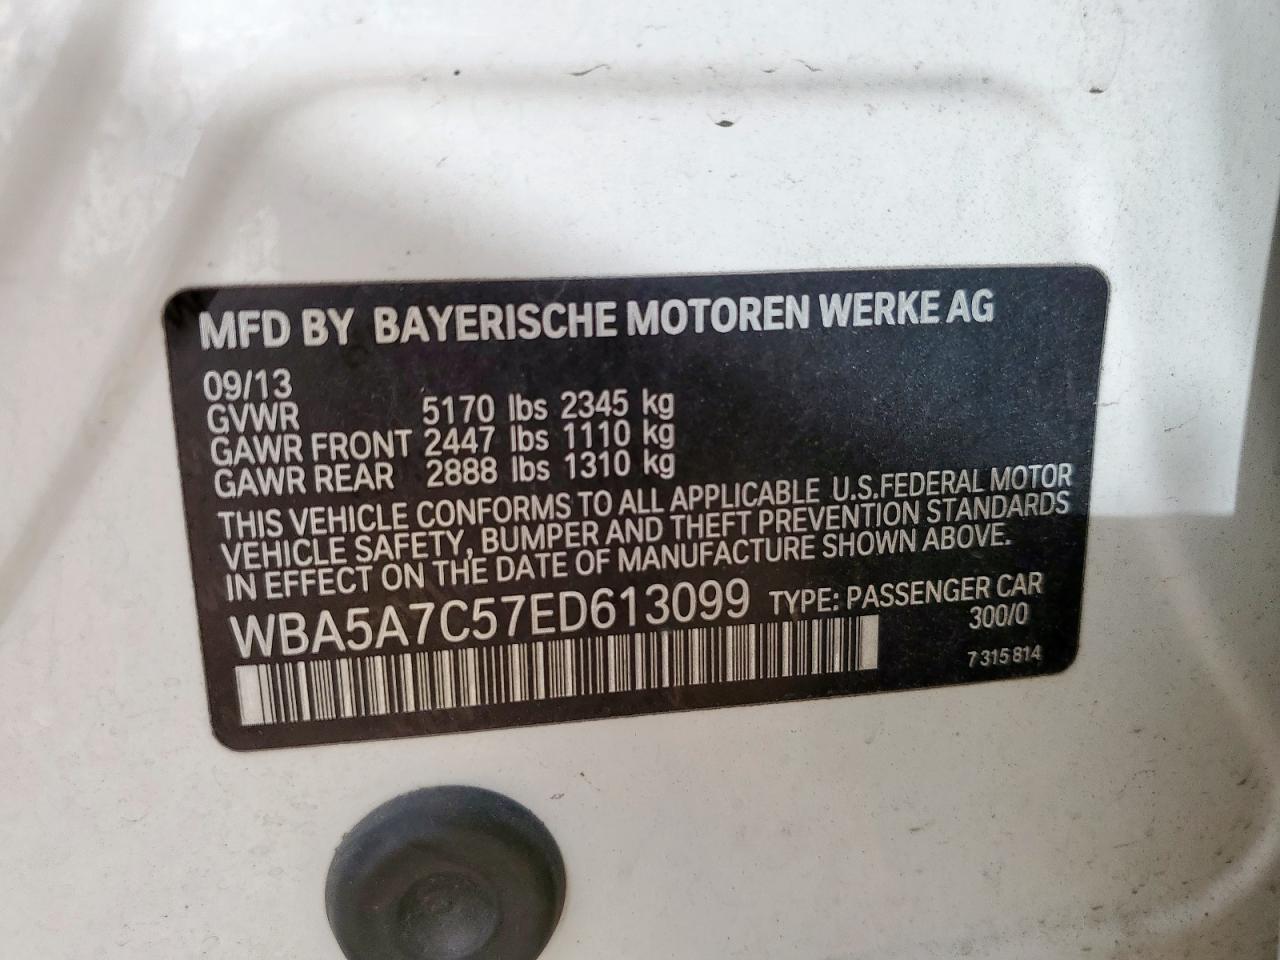 MFD BY BAYERISCHE MOTOREN WERKE AG
09/13
GVWR 5170 lbs 2345 kg
GAWR FRONT 2447 lbs 1110 kg
GAWR REAR 2888 lbs 1310 kg
THIS VEHICLE CONFORMS TO ALL APPLICABLE U.S.FEDERAL MOTOR
VEHICLE SAFETY, BUMPER AND THEFT PREVENTION STANDARDS
IN EFFECT ON THE DATE OF MANUFACTURE SHOWN ABOVE.
WBA5A7C57ED613099 TYPE: PASSENGER CAR
300/0
7 315 814